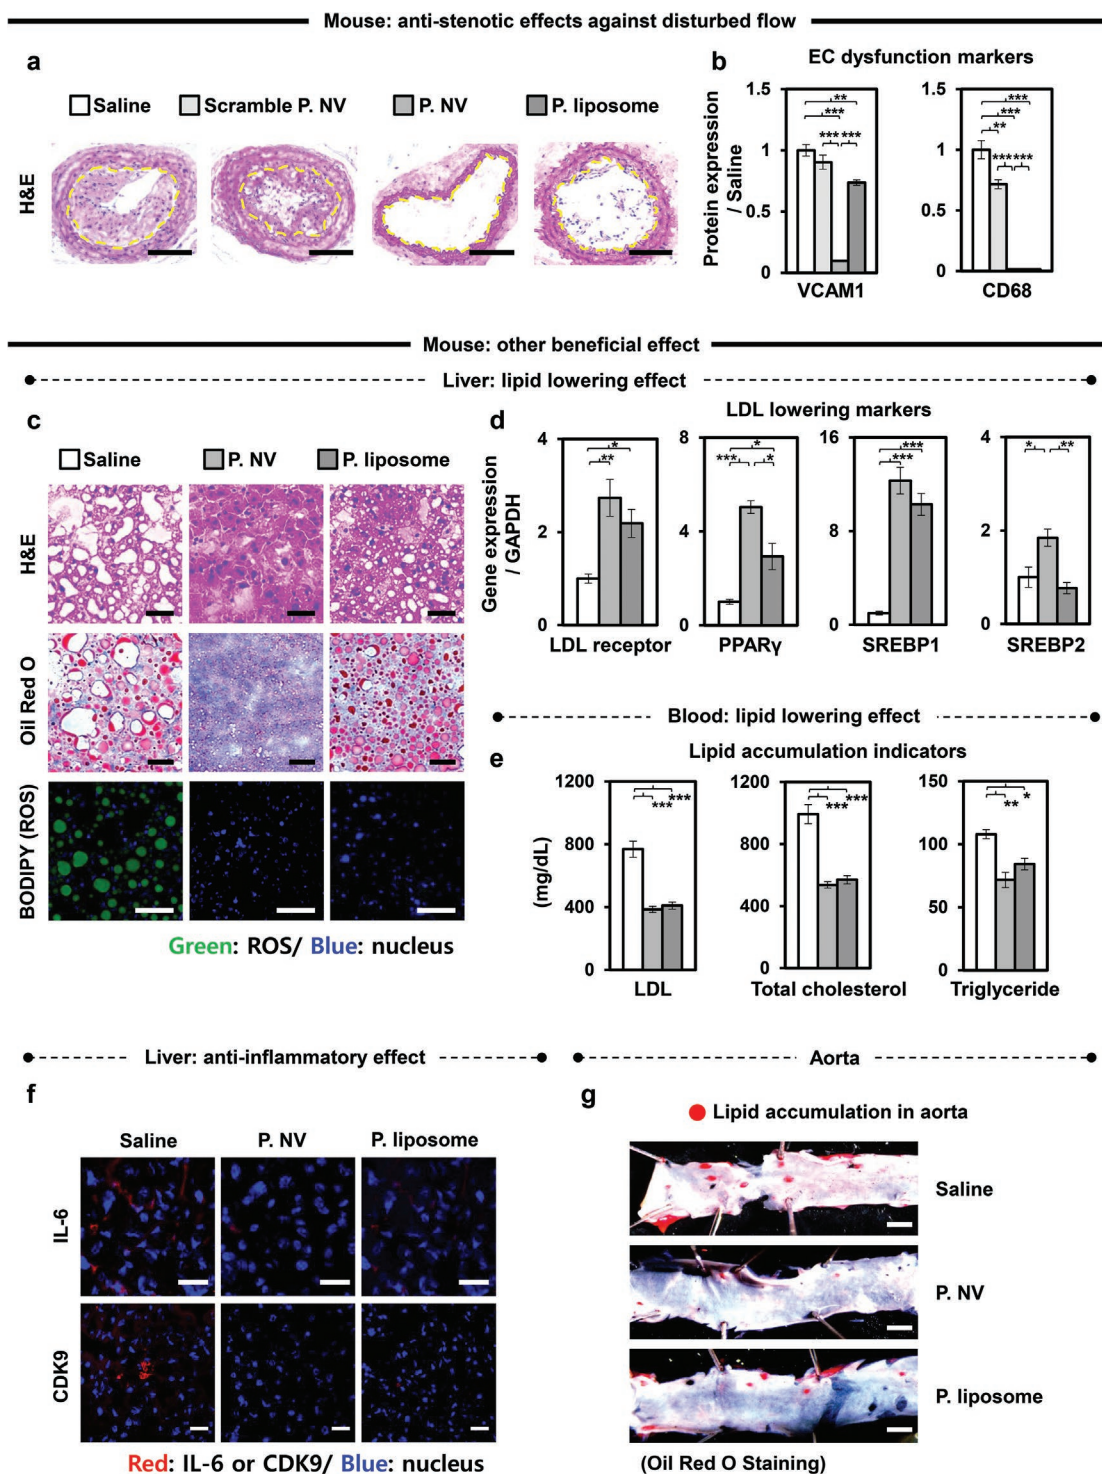 Mouse: anti-stenotic effects against disturbed flow
a
Saline
Scramble P. NV
P. NV
P. liposome
H&E
b
EC dysfunction markers
Protein expression
/ Saline
1.5
1
0.5
0
**
***
*** ***
VCAM1
1.5
1
0.5
0
***
***
**
*** ***
CD68
Mouse: other beneficial effect
Liver: lipid lowering effect
c
Saline
P. NV
P. liposome
H&E
Oil Red O
BODIPY (ROS)
Green: ROS/ Blue: nucleus
d
LDL lowering markers
Gene expression
/ GAPDH
4
2
0
*
**
LDL receptor
8
4
0
*
***
*
PPARγ
16
8
0
***
***
SREBP1
4
2
0
*
**
SREBP2
Blood: lipid lowering effect
e
Lipid accumulation indicators
(mg/dL)
1200
800
400
0
***
***
LDL
1200
800
400
0
***
***
Total cholesterol
150
100
50
0
**
*
Triglyceride
Liver: anti-inflammatory effect
f
Saline
P. NV
P. liposome
IL-6
CDK9
Red: IL-6 or CDK9/ Blue: nucleus
Aorta
g
Lipid accumulation in aorta
Saline
P. NV
P. liposome
(Oil Red O Staining)